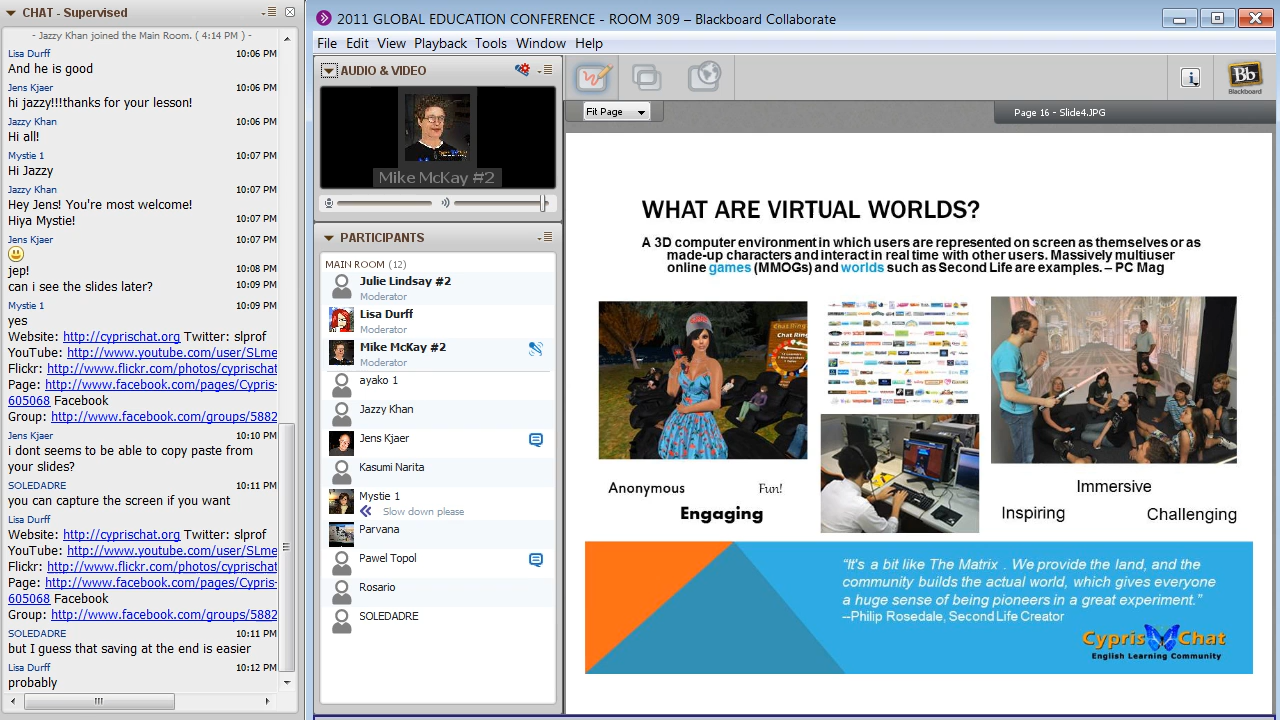 CHAT - Supervised
- Jazzy Khan joined the Main Room. ( 4:14 PM ) -
Lisa Durff 10:06 PM
And he is good
Jens Kjaer 10:06 PM
hi jazzy!!!thanks for your lesson!
Jazzy Khan 10:06 PM
Hi all!
Mystie 1 10:07 PM
Hi Jazzy
Jazzy Khan 10:07 PM
Hey Jens! You're most welcome!
Hiya Mystie! 10:07 PM
Jens Kjaer 10:07 PM
jep! 10:08 PM
can i see the slides later? 10:09 PM
Mystie 1 10:09 PM
yes
Website: http://cyprischat.org Twitter: slprof
YouTube: http://www.youtube.com/user/SLme
Flickr: http://www.flickr.com/photos/cyprischat
Page: http://www.facebook.com/pages/Cypris-
605068 Facebook
Group: http://www.facebook.com/groups/5882
Jens Kjaer 10:10 PM
i dont seems to be able to copy paste from
your slides?
SOLEDADRE 10:11 PM
you can capture the screen if you want
Lisa Durff
Website: http://cyprischat.org Twitter: slprof
YouTube: http://www.youtube.com/user/SLme
Flickr: http://www.flickr.com/photos/cyprischat
Page: http://www.facebook.com/pages/Cypris-
605068 Facebook
Group: http://www.facebook.com/groups/5882
SOLEDADRE 10:11 PM
but I guess that saving at the end is easier
Lisa Durff 10:12 PM
probably
2011 GLOBAL EDUCATION CONFERENCE - ROOM 309 – Blackboard Collaborate
File Edit View Playback Tools Window Help
AUDIO & VIDEO
Mike McKay #2
PARTICIPANTS
MAIN ROOM (12)
Julie Lindsay #2
Moderator
Lisa Durff
Moderator
Mike McKay #2
Moderator
ayako 1
Jazzy Khan
Jens Kjaer
Kasumi Narita
Mystie 1
Slow down please
Parvana
Pawel Topol
Rosario
SOLEDADRE
Bb
Blackboard
Fit Page
Page 16 - Slide4.JPG
WHAT ARE VIRTUAL WORLDS?
A 3D computer environment in which users are represented on screen as themselves or as
made-up characters and interact in real time with other users. Massively multiuser
online games (MMOGs) and worlds such as Second Life are examples. – PC Mag
Chat Ring
Chat Ring
Anonymous
Fun!
Engaging
Immersive
Inspiring
Challenging
“It's a bit like The Matrix . We provide the land, and the
community builds the actual world, which gives everyone
a huge sense of being pioneers in a great experiment.”
--Philip Rosedale, Second Life Creator
Cypris Chat
English Learning Community